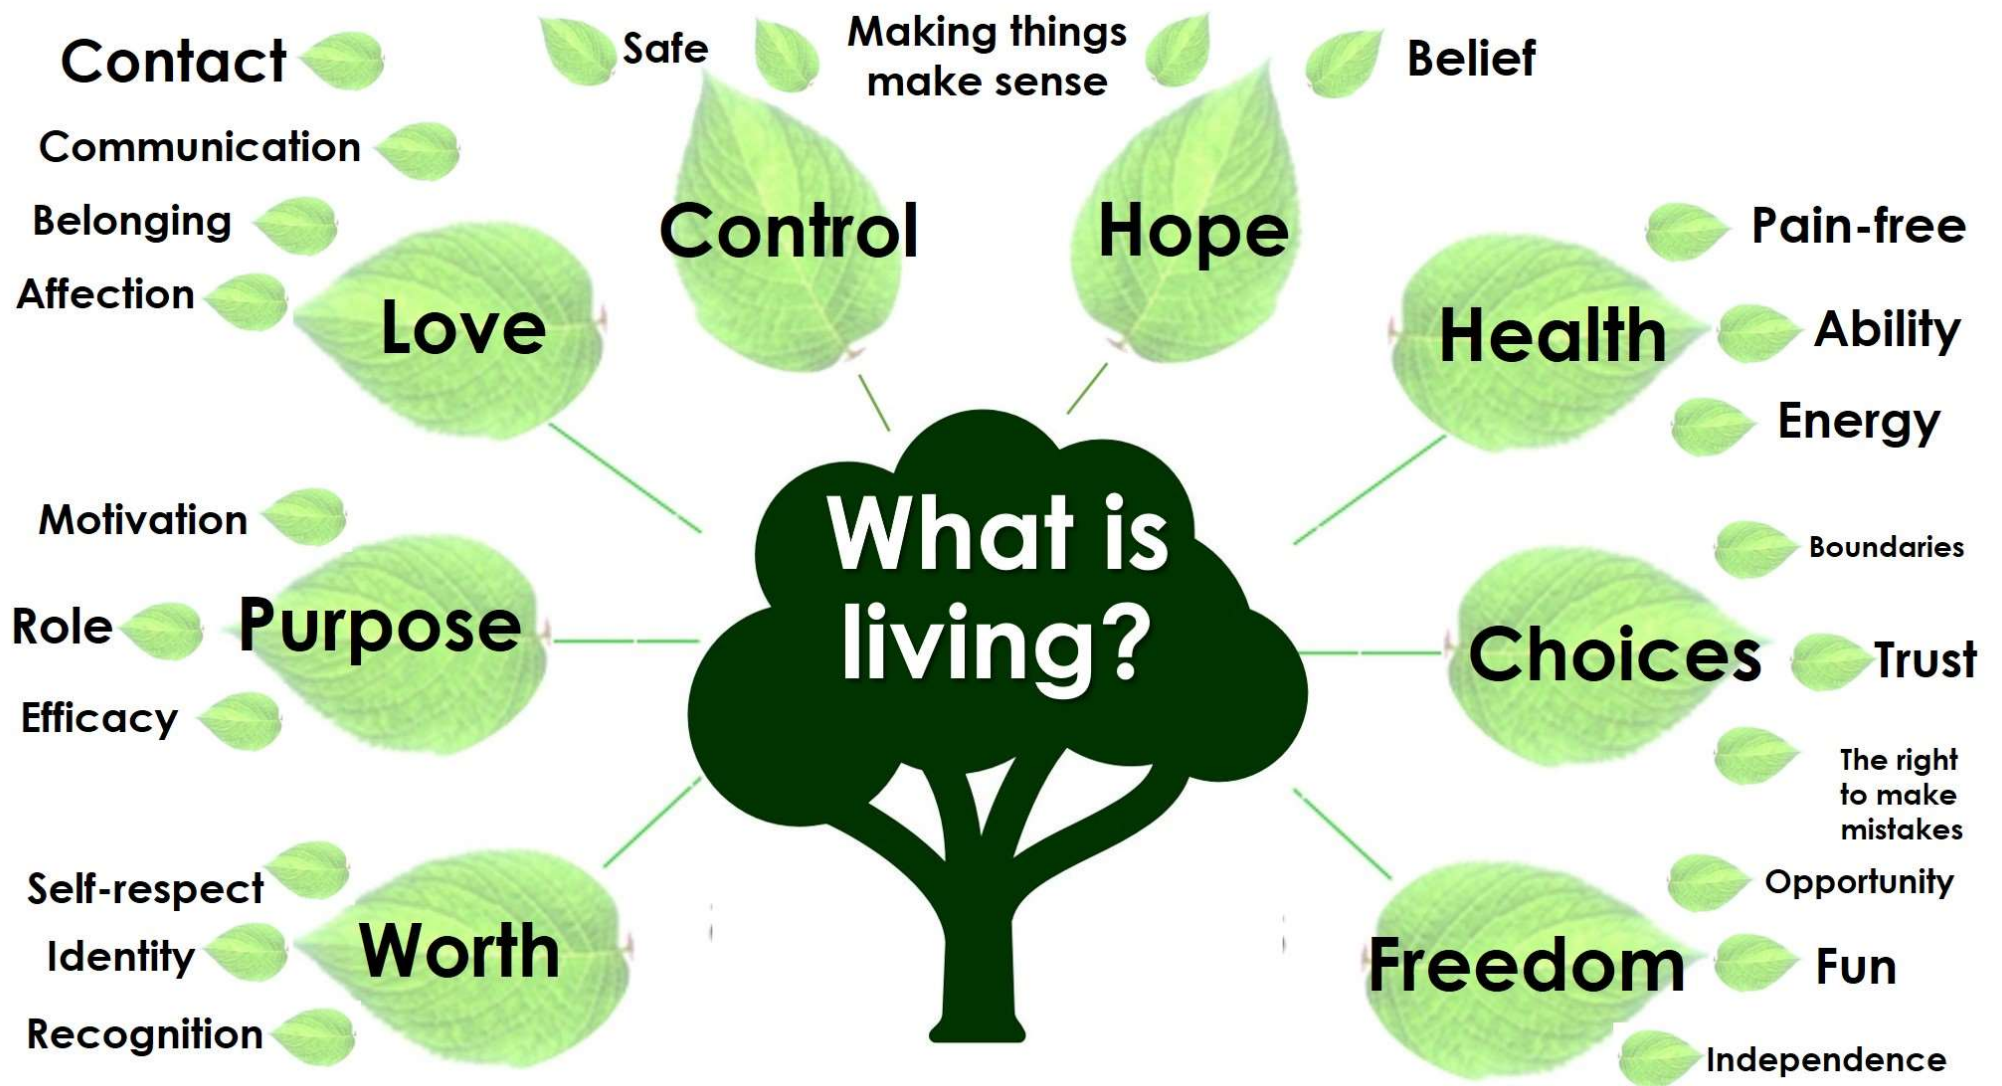 Contact
Communication
Belonging
Affection
Love
Safe
Control
Making things
make sense
Belief
Hope
Pain-free
Ability
Energy
Health
What is
living?
Motivation
Role
Efficacy
Purpose
Boundaries
Trust
The right
to make
mistakes
Choices
Self-respect
Identity
Recognition
Worth
Opportunity
Fun
Independence
Freedom